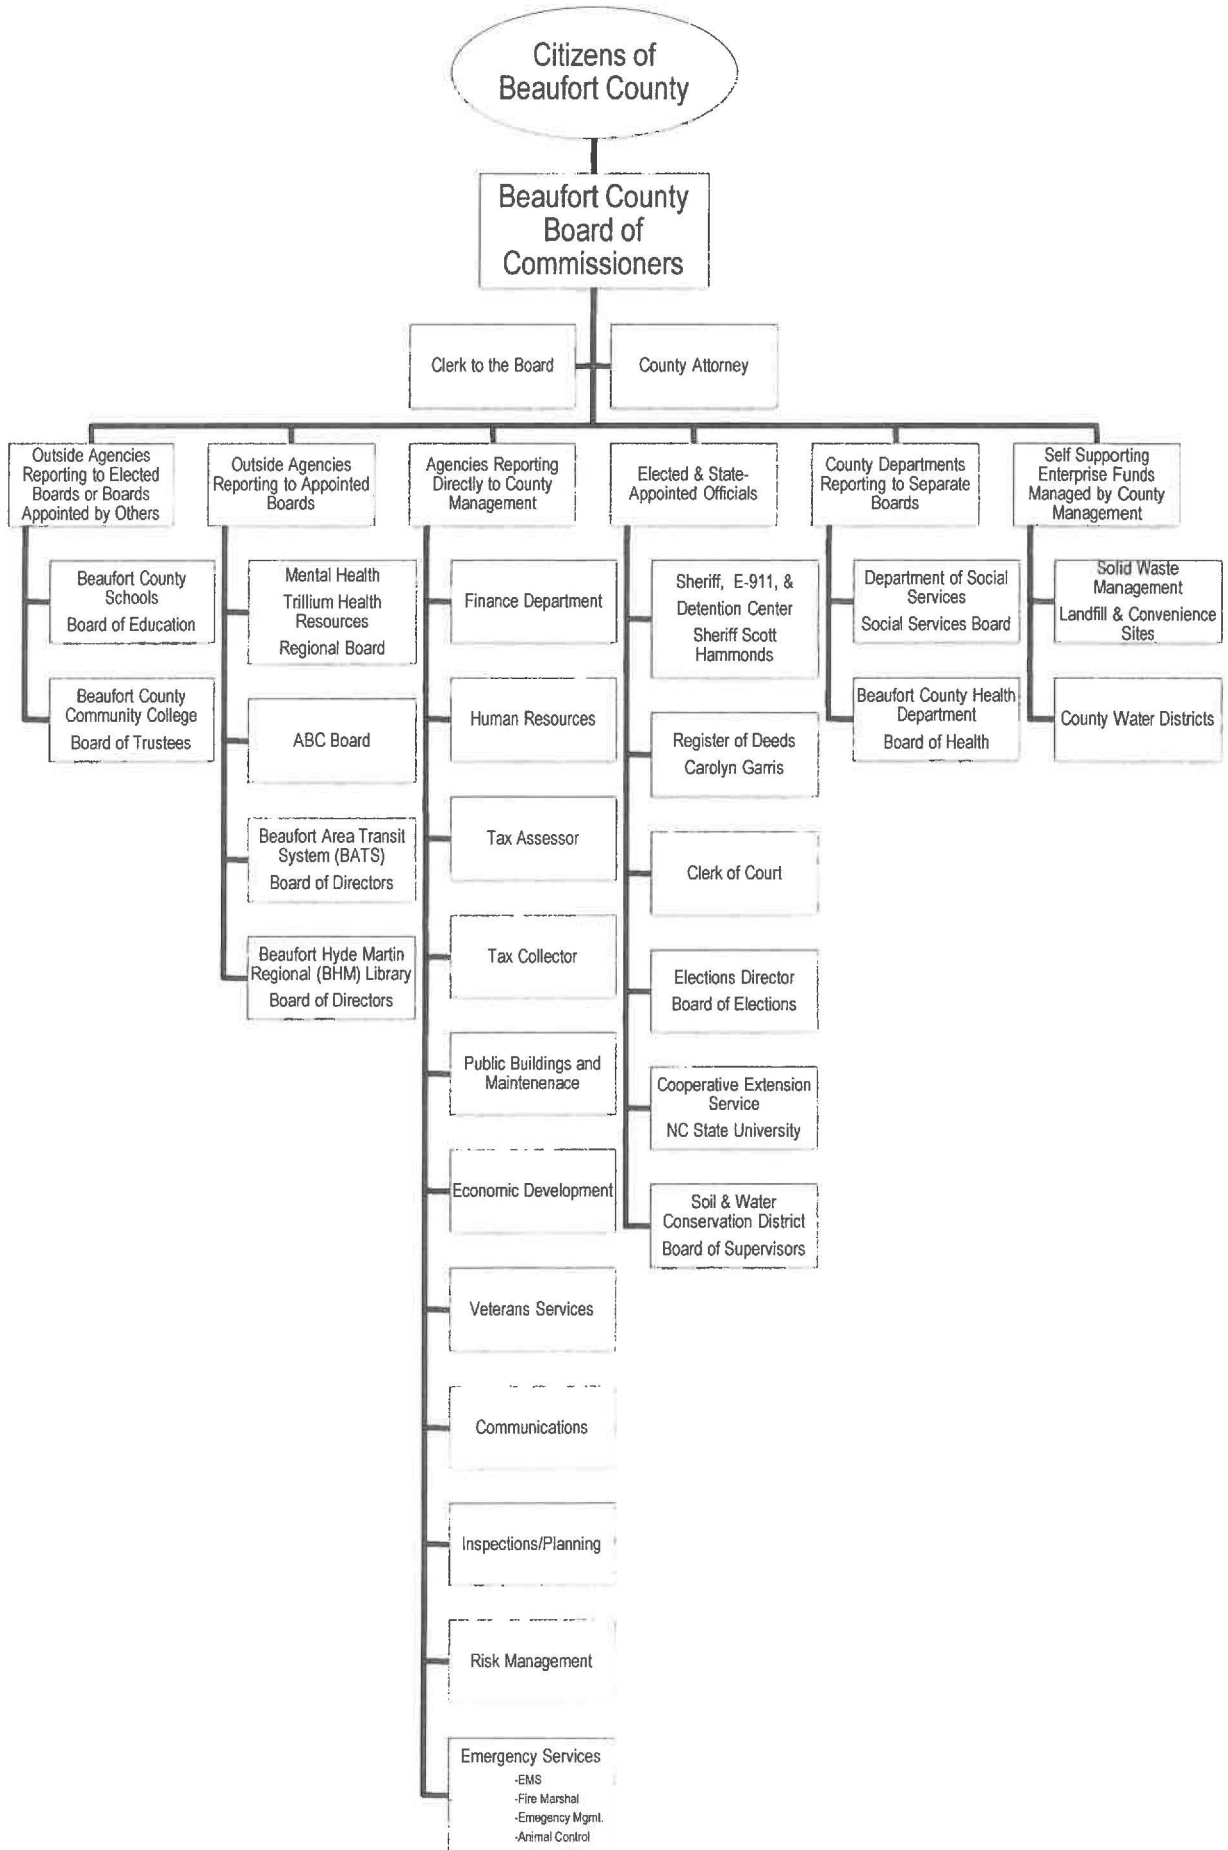 Citizens of
Beaufort County
Beaufort County
Board of
Commissioners
Clerk to the Board
County Attorney
Outside Agencies
Reporting to Elected
Boards or Boards
Appointed by Others
Beaufort County
Schools
Board of Education
Beaufort County
Community College
Board of Trustees
Outside Agencies
Reporting to Appointed
Boards
Mental Health
Trillium Health
Resources
Regional Board
ABC Board
Beaufort Area Transit
System (BATS)
Board of Directors
Beaufort Hyde Martin
Regional (BHM) Library
Board of Directors
Agencies Reporting
Directly to County
Management
Finance Department
Human Resources
Tax Assessor
Tax Collector
Public Buildings and
Maintenenace
Economic Development
Veterans Services
Communications
Inspections/Planning
Risk Management
Emergency Services
-EMS
-Fire Marshal
-Emegency Mgmt.
-Animal Control
Elected & State-
Appointed Officials
Sheriff, E-911, &
Detention Center
Sheriff Scott
Hammonds
Register of Deeds
Carolyn Garris
Clerk of Court
Elections Director
Board of Elections
Cooperative Extension
Service
NC State University
Soil & Water
Conservation District
Board of Supervisors
County Departments
Reporting to Separate
Boards
Department of Social
Services
Social Services Board
Beaufort County Health
Department
Board of Health
Self Supporting
Enterprise Funds
Managed by County
Management
Solid Waste
Management
Landfill & Convenience
Sites
County Water Districts